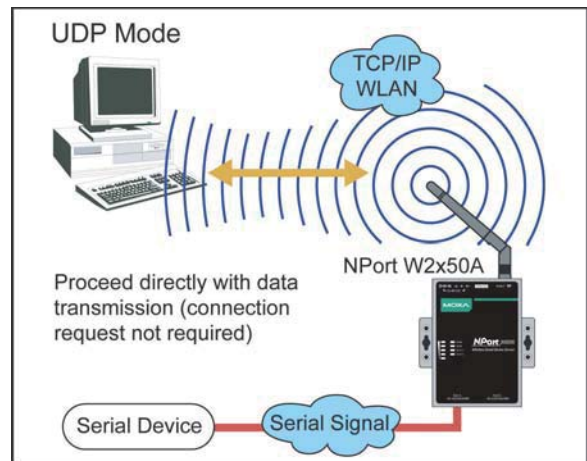 UDP Mode
TCP/IP
WLAN
NPort W2x50A
Proceed directly with data
transmission (connection
request not required)
MOXA
NPort
Serial Device
Serial Signal